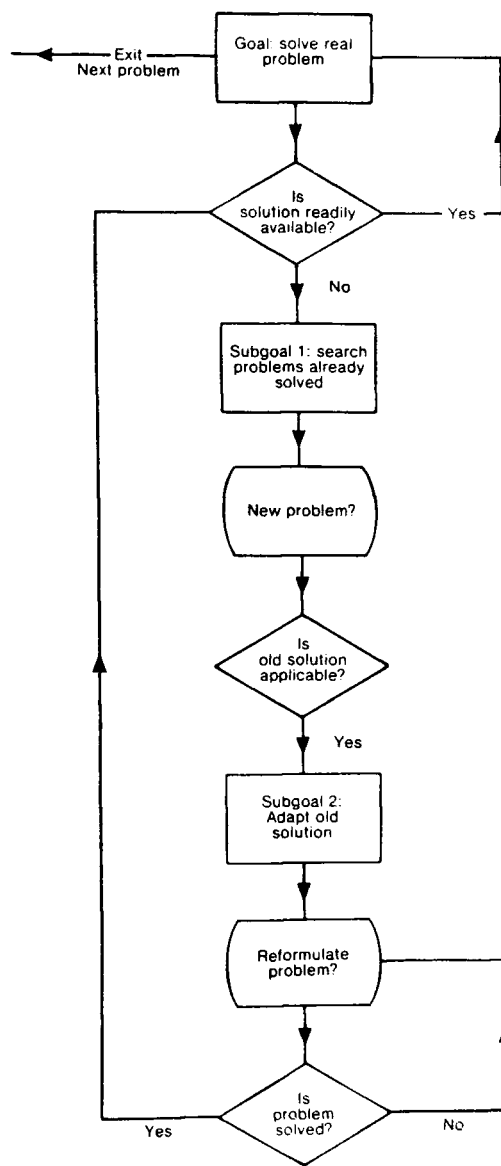 Exit
Next problem
Goal: solve real
problem
Is
solution readily
available?
Yes
No
Subgoal 1: search
problems already
solved
New problem?
Is
old solution
applicable?
Yes
Subgoal 2:
Adapt old
solution
Reformulate
problem?
Is
problem
solved?
Yes
No